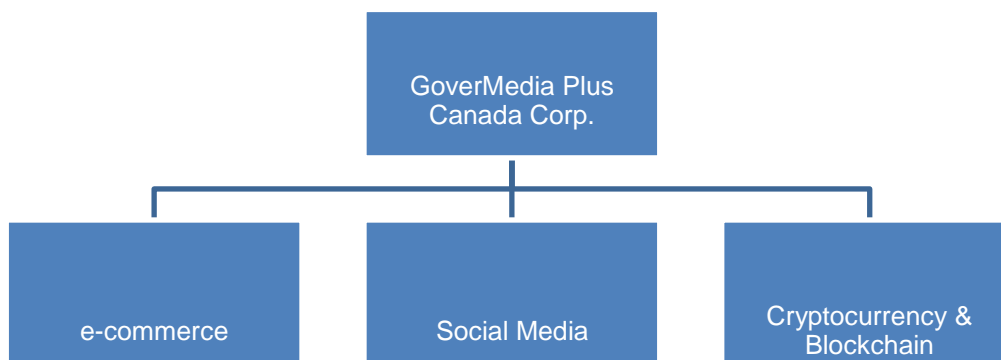 GoverMedia Plus
Canada Corp.
e-commerce
Social Media
Cryptocurrency &
Blockchain